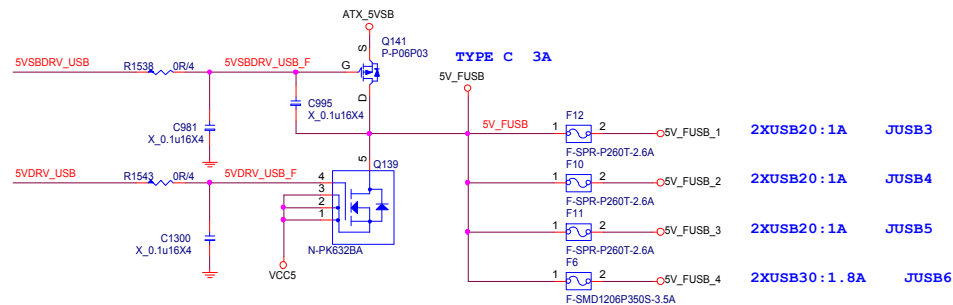 ATX_5VSB
Q141
P-P06P03
S
G
D
TYPE C 3A
5V_FUSB
5VSBDRV_USB
R1538
0R/4
5VSBDRV_USB_F
C995
X_0.1u16X4
C981
X_0.1u16X4
5V_FUSB
F12
1
2
5V_FUSB_1
2XUSB20:1A JUSB3
F-SPR-P260T-2.6A
F10
1
2
5V_FUSB_2
2XUSB20:1A JUSB4
F-SPR-P260T-2.6A
F11
1
2
5V_FUSB_3
2XUSB20:1A JUSB5
F-SPR-P260T-2.6A
F6
1
2
5V_FUSB_4
2XUSB30:1.8A JUSB6
F-SMD1206P350S-3.5A
5VDRV_USB
R1543
0R/4
5VDRV_USB_F
5
Q139
4
3
2
1
N-PK632BA
C1300
X_0.1u16X4
VCC5